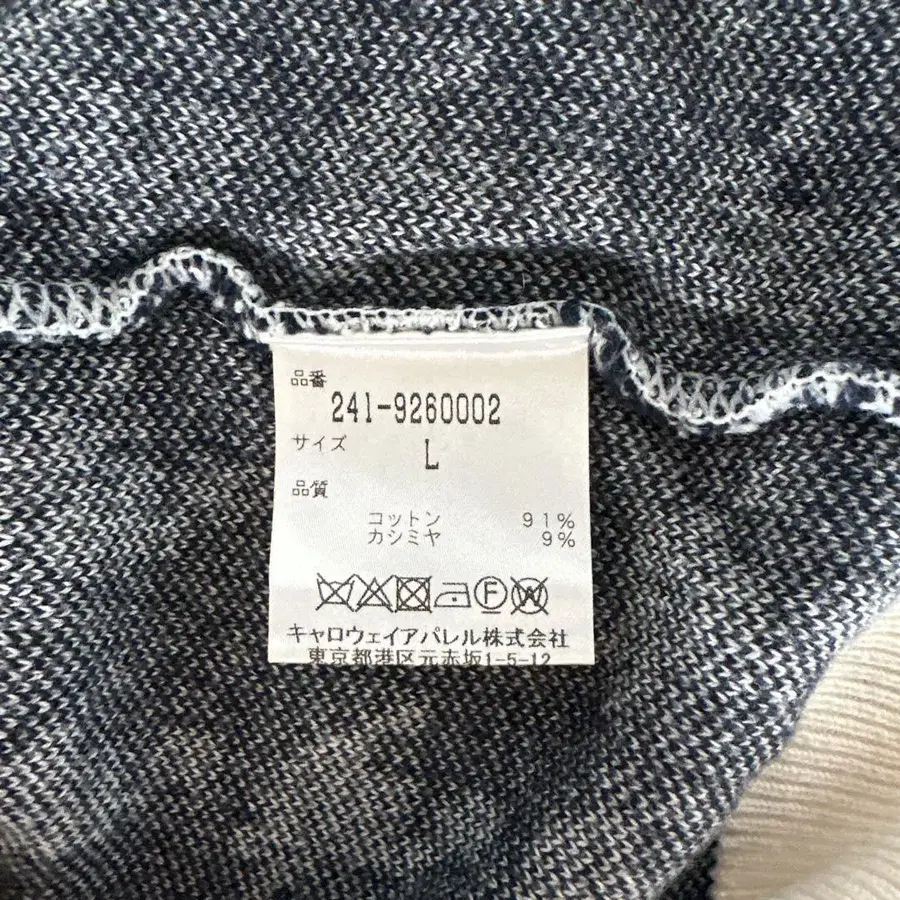 品番
241-9260002
サイズ
L
品質
コットン 91%
カシミヤ 9%
F W
キャロウェイアパレル株式会社
東京都港区元赤坂1-5-12